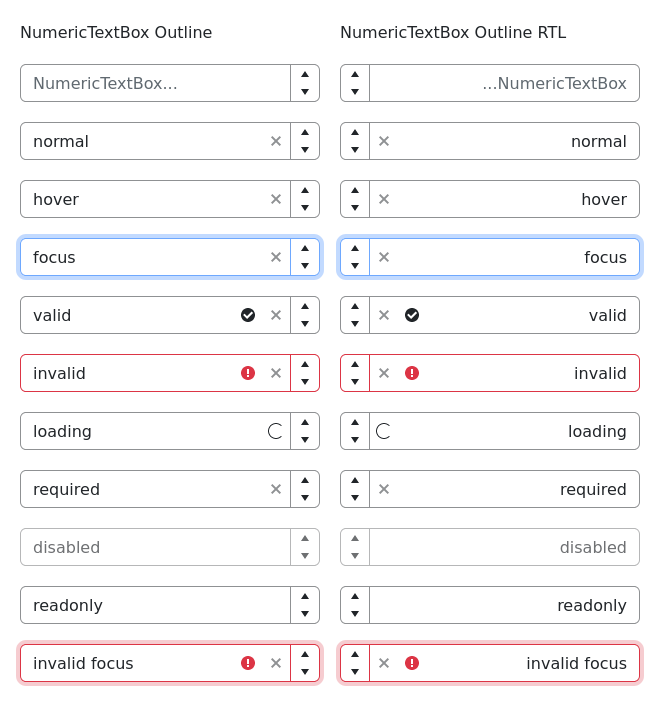 NumericTextBox Outline
NumericTextBox...
normal
hover
focus
valid
invalid
loading
required
disabled
readonly
invalid focus
NumericTextBox Outline RTL
...NumericTextBox
normal
hover
focus
valid
invalid
loading
required
disabled
readonly
invalid focus